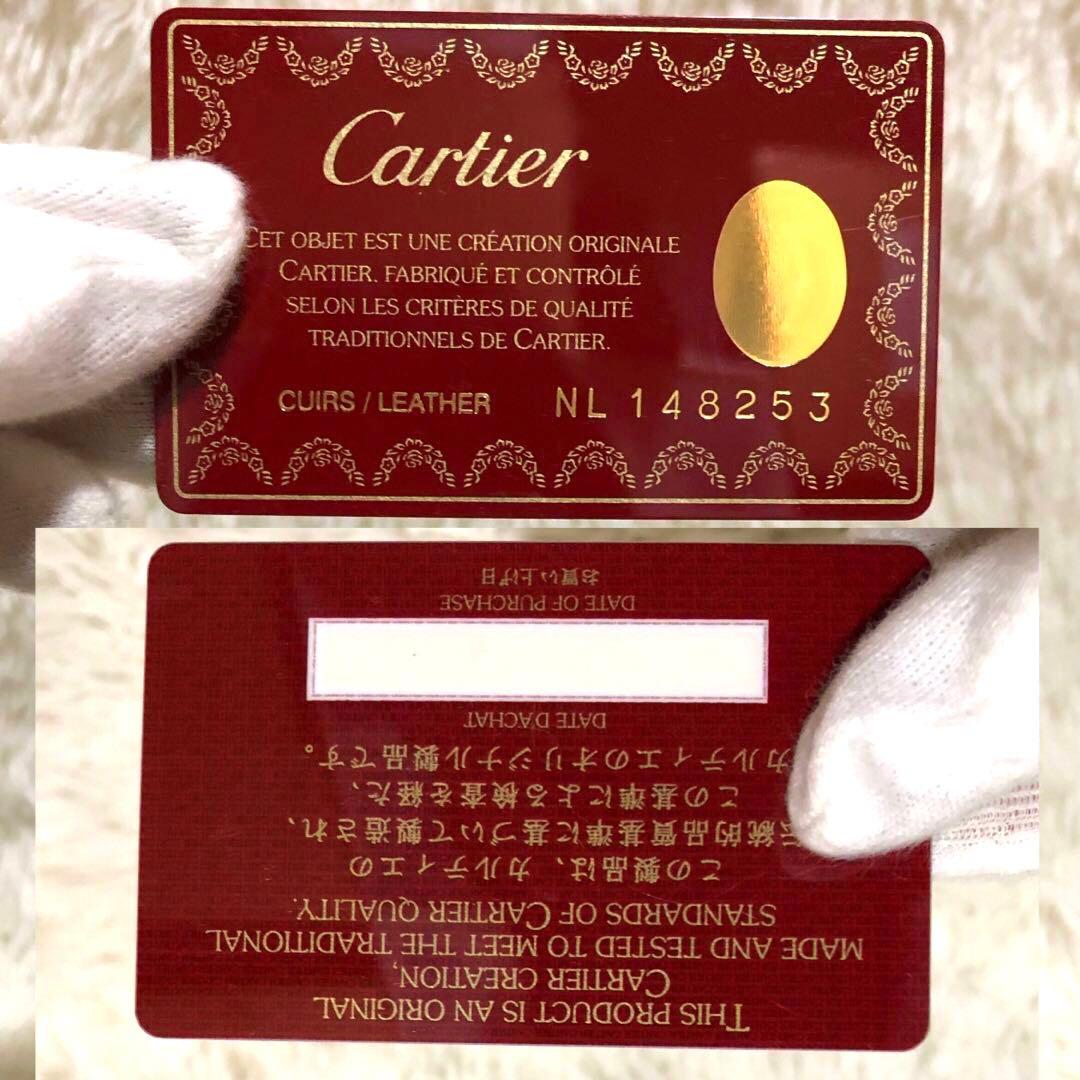 Cartier
CET OBJET EST UNE CRÉATION ORIGINALE
CARTIER, FABRIQUÉ ET CONTRÔLÉ
SELON LES CRITÈRES DE QUALITÉ
TRADITIONNELS DE CARTIER.
CUIRS / LEATHER NL 148253
THIS PRODUCT IS AN ORIGINAL
CARTIER CREATION,
MADE AND TESTED TO MEET THE TRADITIONAL
STANDARDS OF CARTIER QUALITY.
この製品は、カルティエの
伝統的品質基準に基づいて製造され、
この基準による検査を経た、
カルティエのオリジナル製品です。
DATE D'ACHAT
DATE OF PURCHASE
お買い上げ日